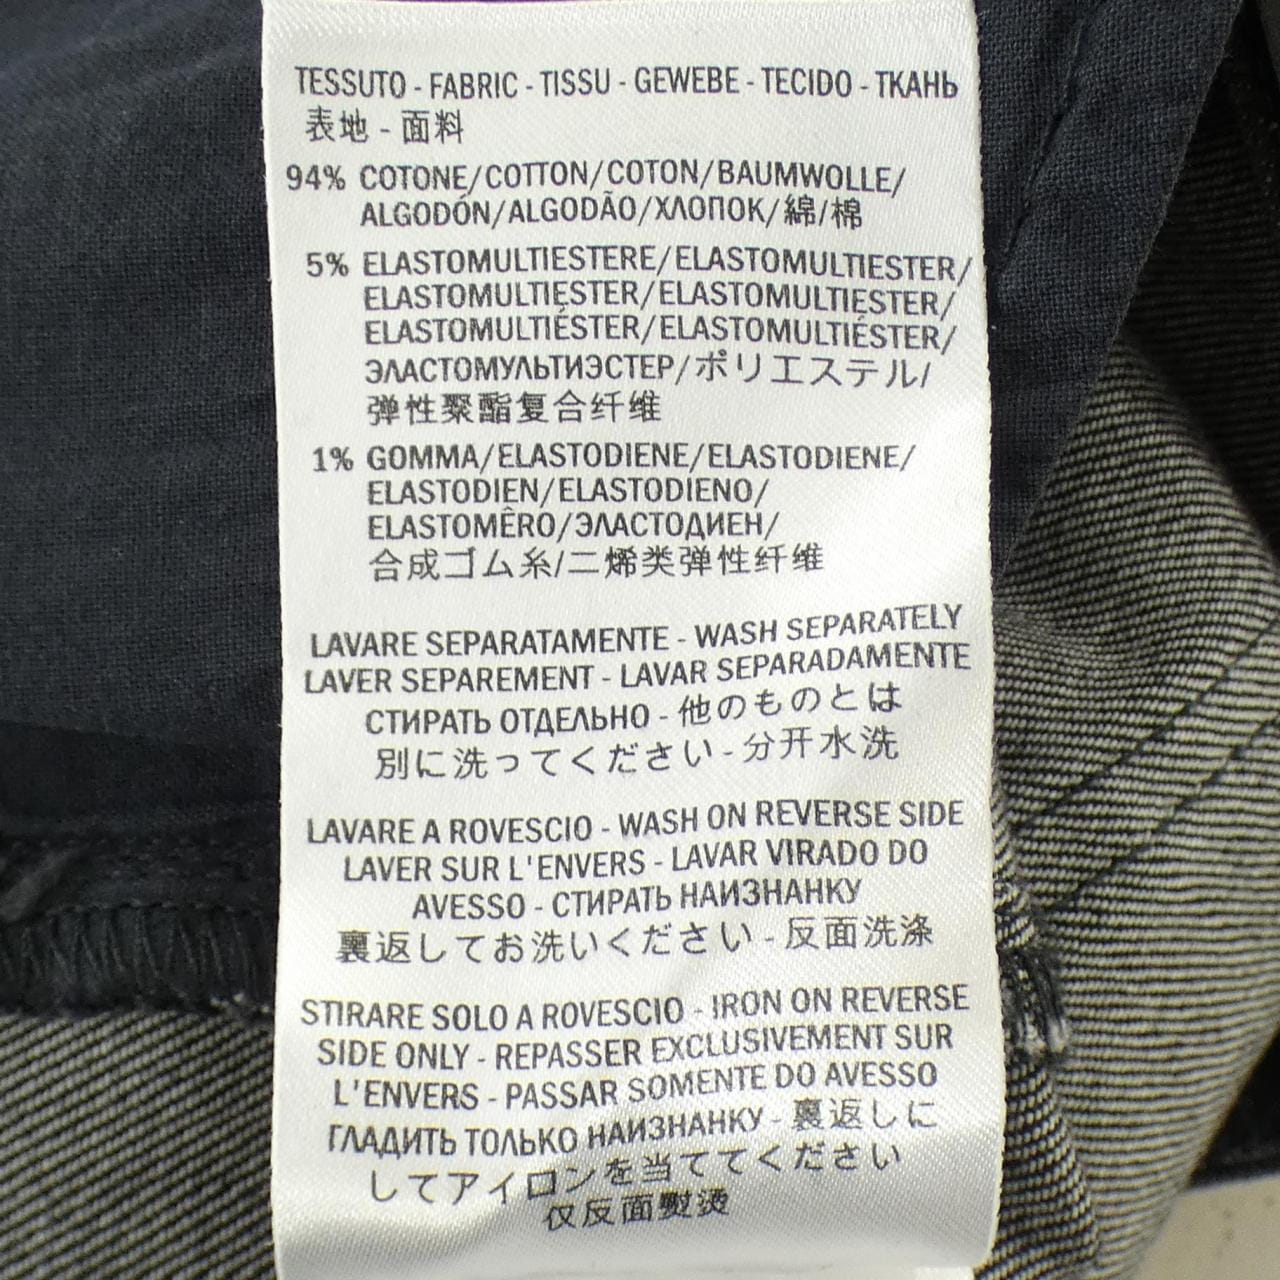 TESSUTO - FABRIC - TISSU - GEWEBE - TECIDO - ТКАНЬ
表地 - 面料
94% COTONE/COTTON/COTON/BAUMWOLLE/
ALGODÓN/ALGODÃO/ХЛОПОК/綿/棉
5% ELASTOMULTIESTERE/ELASTOMULTIESTER/
ELASTOMULTIESTER/ELASTOMULTIESTER/
ELASTOMULTIÉSTER/ELASTOMULTIÉSTER/
ЭЛАСТОМУЛЬТИЭСТЕР/ポリエステル/
弹性聚酯复合纤维
1% GOMMA/ELASTODIENE/ELASTODIENE/
ELASTODIEN/ELASTODIENO/
ELASTOMÊRO/ЭЛАСТОДИЕН/
合成ゴム糸/二烯类弹性纤维
LAVARE SEPARATAMENTE - WASH SEPARATELY
LAVER SEPAREMENT - LAVAR SEPARADAMENTE
СТИРАТЬ ОТДЕЛЬНО - 他のものとは
別に洗ってください - 分开水洗
LAVARE A ROVESCIO - WASH ON REVERSE SIDE
LAVER SUR L'ENVERS - LAVAR VIRADO DO
AVESSO - СТИРАТЬ НАИЗНАНКУ
裏返してお洗いください - 反面洗涤
STIRARE SOLO A ROVESCIO - IRON ON REVERSE
SIDE ONLY - REPASSER EXCLUSIVEMENT SUR
L'ENVERS - PASSAR SOMENTE DO AVESSO
ГЛАДИТЬ ТОЛЬКО НАИЗНАНКУ - 裏返しに
してアイロンを当ててください
仅反面熨烫